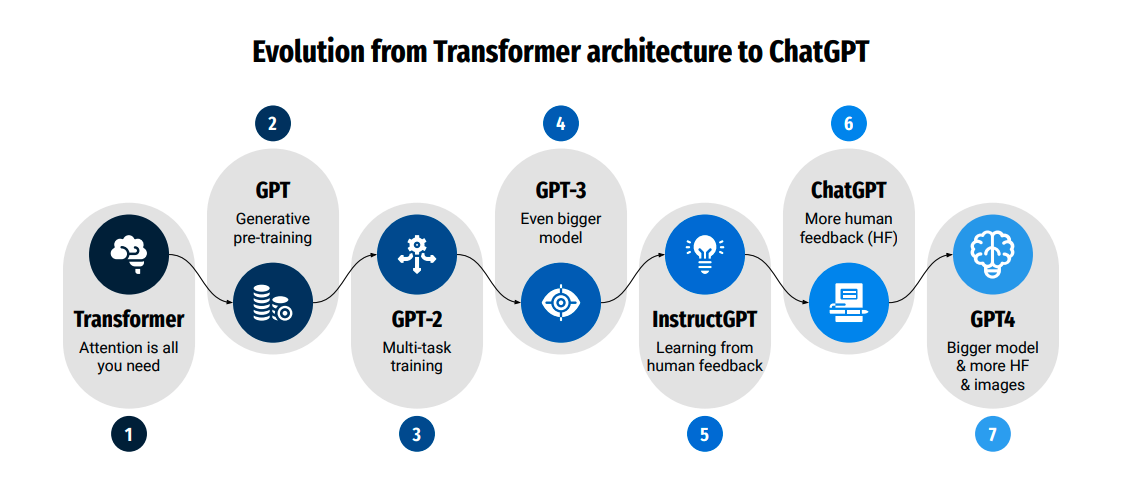 Evolution from Transformer architecture to ChatGPT
1
Transformer
Attention is all
you need
2
GPT
Generative
pre-training
3
GPT-2
Multi-task
training
4
GPT-3
Even bigger
model
5
InstructGPT
Learning from
human feedback
6
ChatGPT
More human
feedback (HF)
7
GPT4
Bigger model
& more HF
& images